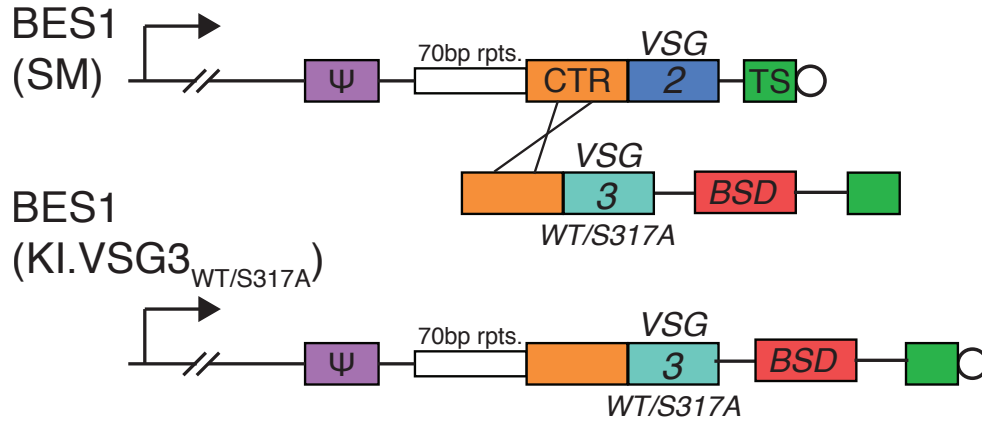 BES1
(SM)
70bp rpts.
VSG
Ψ
CTR
2
TS
VSG
3
BSD
WT/S317A
BES1
(KI.VSG3WT/S317A)
70bp rpts.
VSG
Ψ
3
BSD
WT/S317A